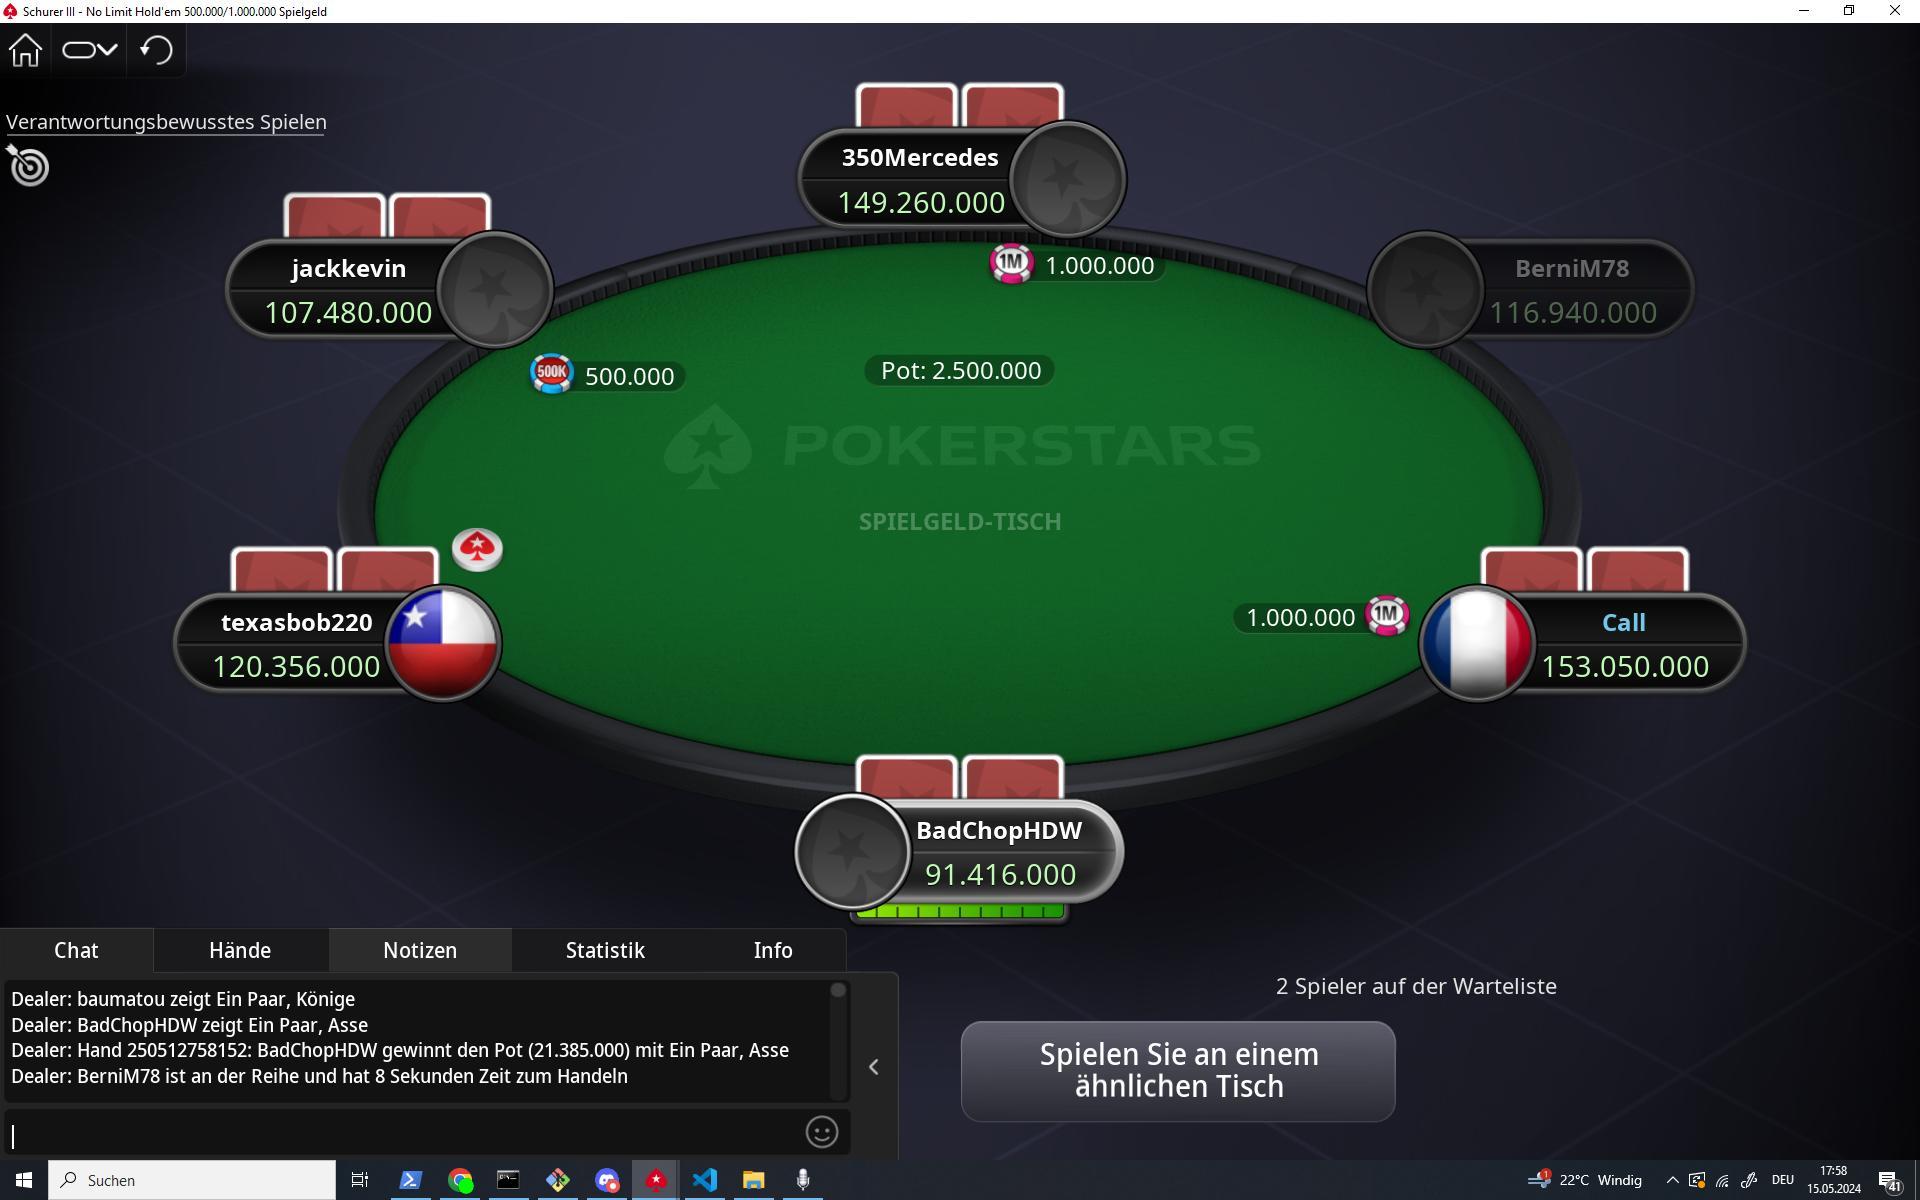 Schurer III - No Limit Hold'em 500.000/1.000.000 Spielgeld
Verantwortungsbewusstes Spielen
350Mercedes
149.260.000
jackkevin
107.480.000
BerniM78
116.940.000
1M
1.000.000
500K
500.000
Pot: 2.500.000
POKERSTARS
SPIELGELD-TISCH
texasbob220
120.356.000
1.000.000
1M
Call
153.050.000
BadChopHDW
91.416.000
Chat Hände Notizen Statistik Info
Dealer: baumatou zeigt Ein Paar, Könige
Dealer: BadChopHDW zeigt Ein Paar, Asse
Dealer: Hand 250512758152: BadChopHDW gewinnt den Pot (21.385.000) mit Ein Paar, Asse
Dealer: BerniM78 ist an der Reihe und hat 8 Sekunden Zeit zum Handeln
2 Spieler auf der Warteliste
Spielen Sie an einem
ähnlichen Tisch
Suchen
1
22°C Windig
DEU
17:58
15.05.2024
41